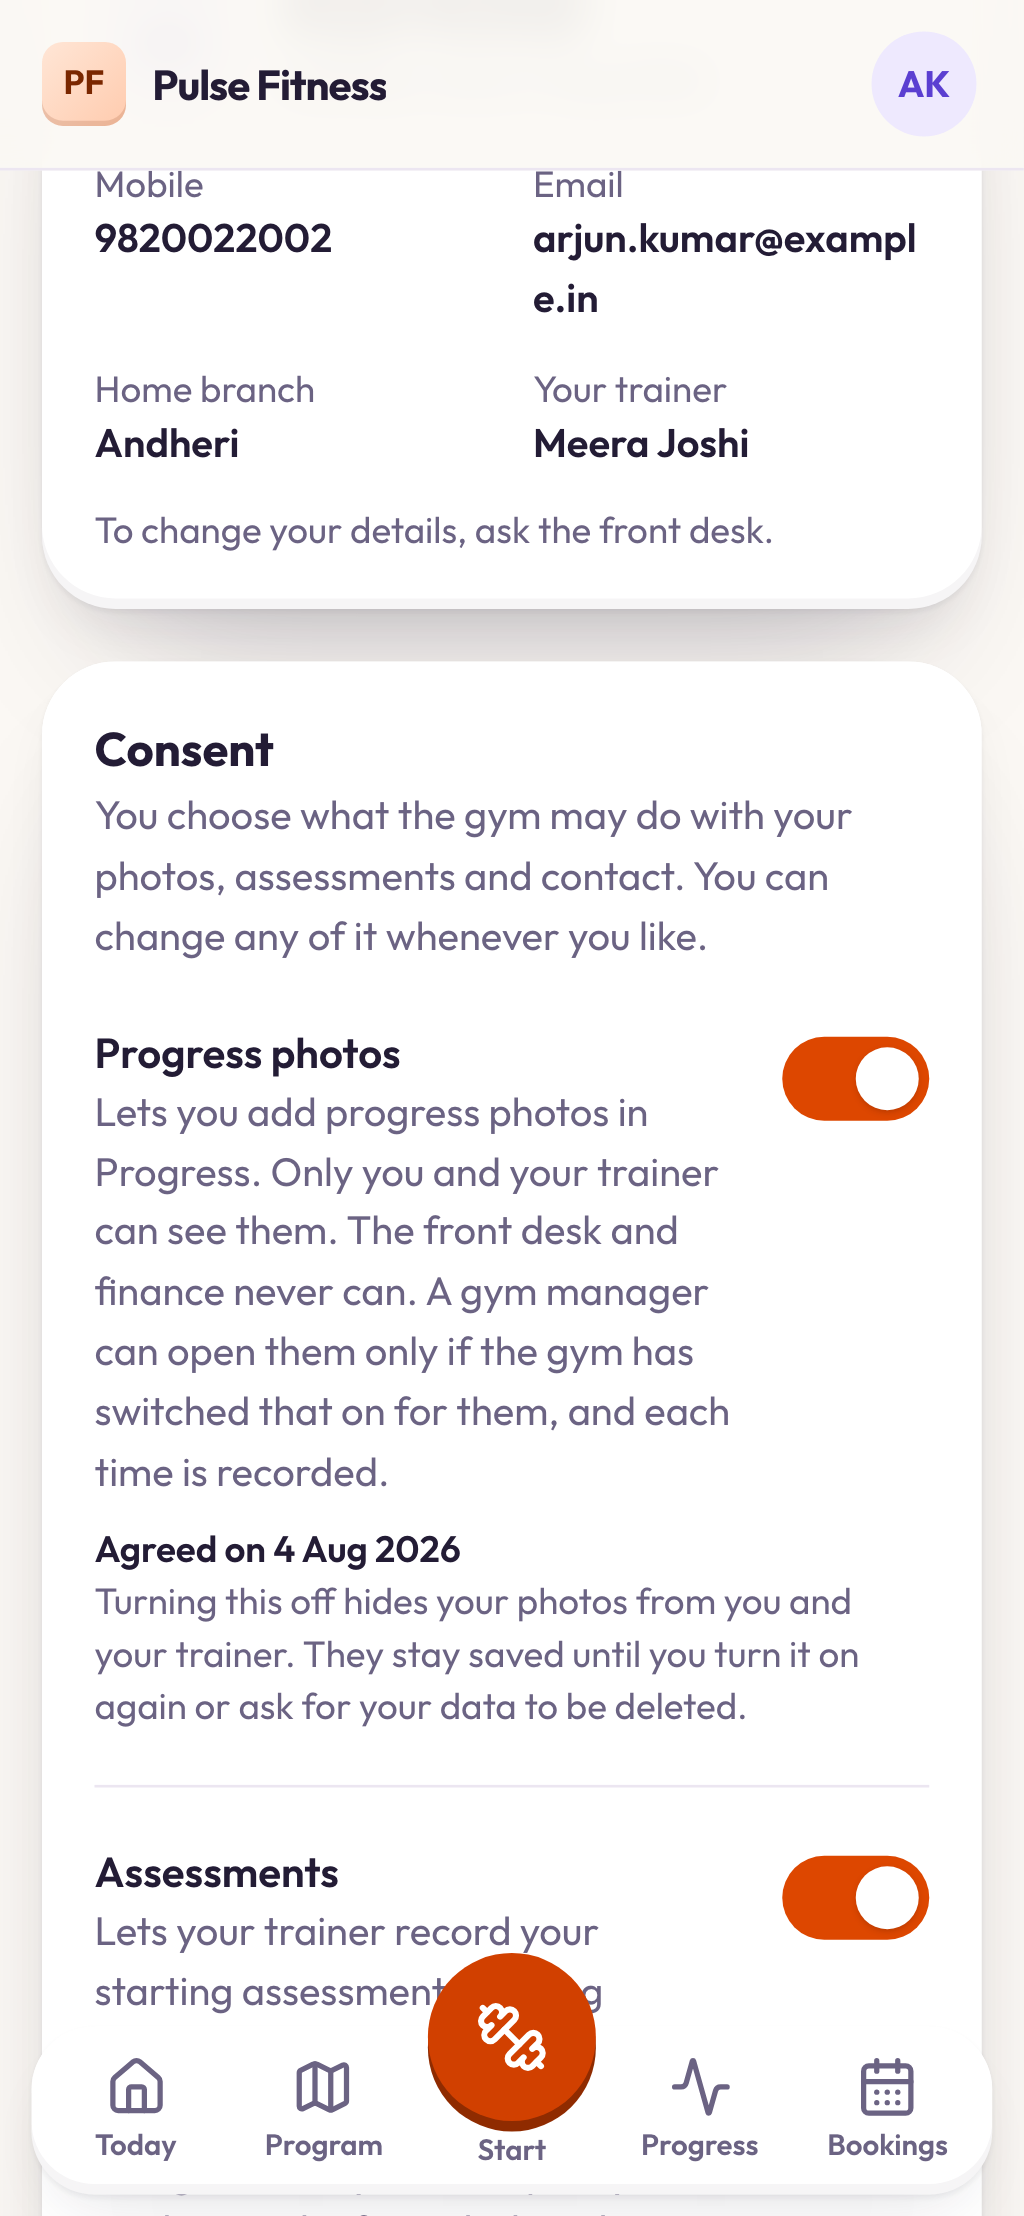 PF
Pulse Fitness
AK
Mobile
Email
9820022002
arjun.kumar@exampl
e.in
Home branch
Your trainer
Andheri
Meera Joshi
To change your details, ask the front desk.
Consent
You choose what the gym may do with your
photos, assessments and contact. You can
change any of it whenever you like.
Progress photos
Lets you add progress photos in
Progress. Only you and your trainer
can see them. The front desk and
finance never can. A gym manager
can open them only if the gym has
switched that on for them, and each
time is recorded.
Agreed on 4 Aug 2026
Turning this off hides your photos from you and
your trainer. They stay saved until you turn it on
again or ask for your data to be deleted.
Assessments
Lets your trainer record your
starting assessment
Today
Program
Start
Progress
Bookings